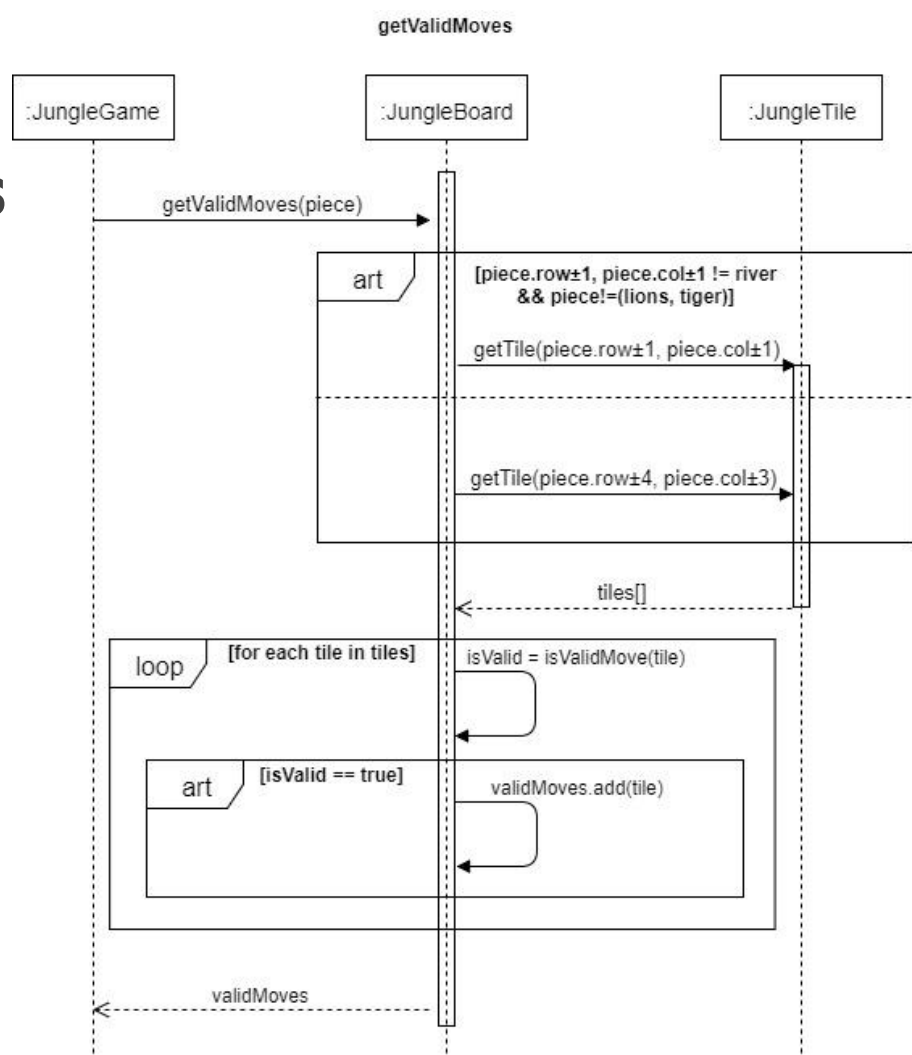 getValidMoves
:JungleGame
:JungleBoard
:JungleTile
s
getValidMoves(piece)
art
[piece.row±1, piece.col±1 != river
&& piece!=(lions, tiger)]
getTile(piece.row±1, piece.col±1)
getTile(piece.row±4, piece.col±3)
tiles[]
loop
[for each tile in tiles]
isValid = isValidMove(tile)
art
[isValid == true]
validMoves.add(tile)
validMoves